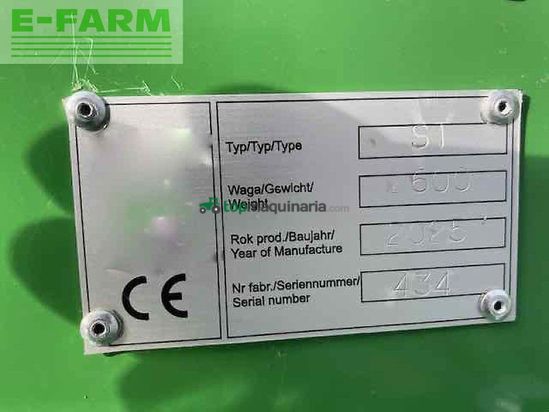 E-FARM
Typ/Typ/Type ST
Waga/Gewicht/
Weight 600
topmaquinaria.com
Rok prod./Baujahr/
Year of Manufacture 2025
Nr fabr./Seriennummer/
Serial number 434
CE